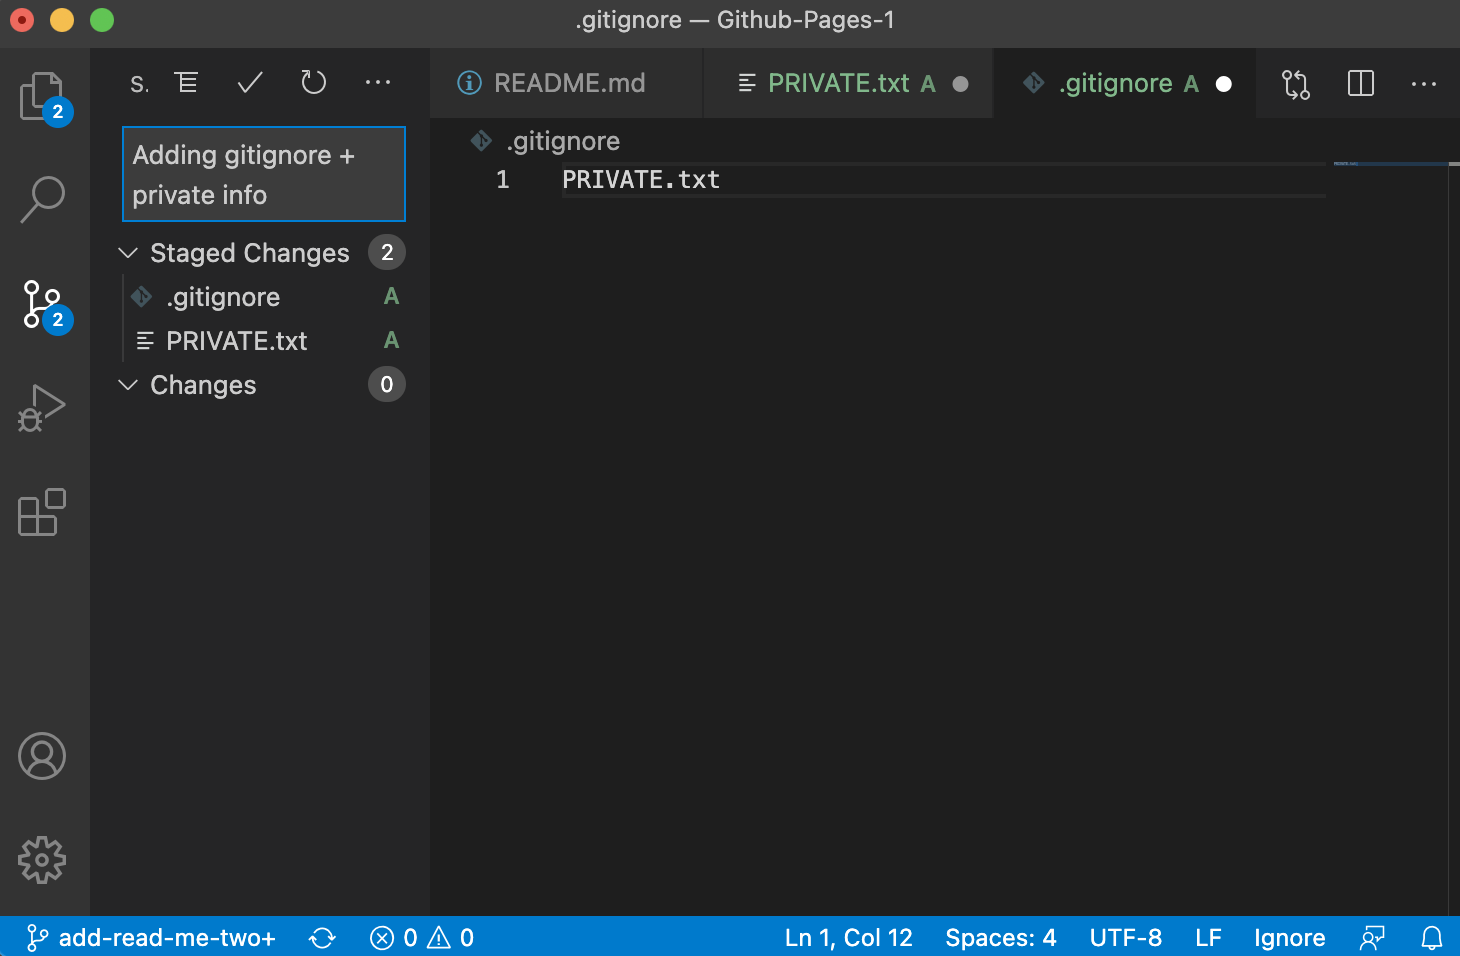 .gitignore — Github-Pages-1
2
S.
README.md
PRIVATE.txt A
.gitignore A
.gitignore
1 PRIVATE.txt
Adding gitignore +
private info
Staged Changes 2
.gitignore A
PRIVATE.txt A
Changes 0
2
add-read-me-two+
0
0
Ln 1, Col 12
Spaces: 4
UTF-8
LF
Ignore